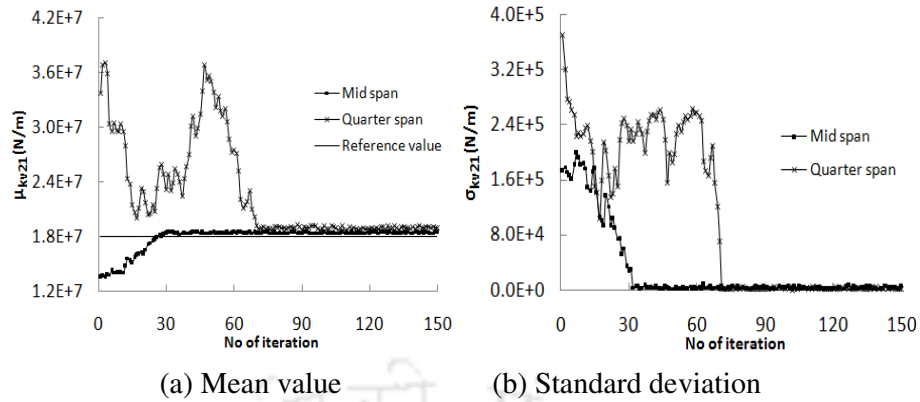 4.2E+7
3.6E+7
3.0E+7
2.4E+7
1.8E+7
1.2E+7
μkv21(N/m)
Mid span
Quarter span
Reference value
0 30 60 90 120 150
No of iteration
(a) Mean value
4.0E+5
3.2E+5
2.4E+5
1.6E+5
8.0E+4
0.0E+0
σkv21(N/m)
Mid span
Quarter span
0 30 60 90 120 150
No of iteration
(b) Standard deviation